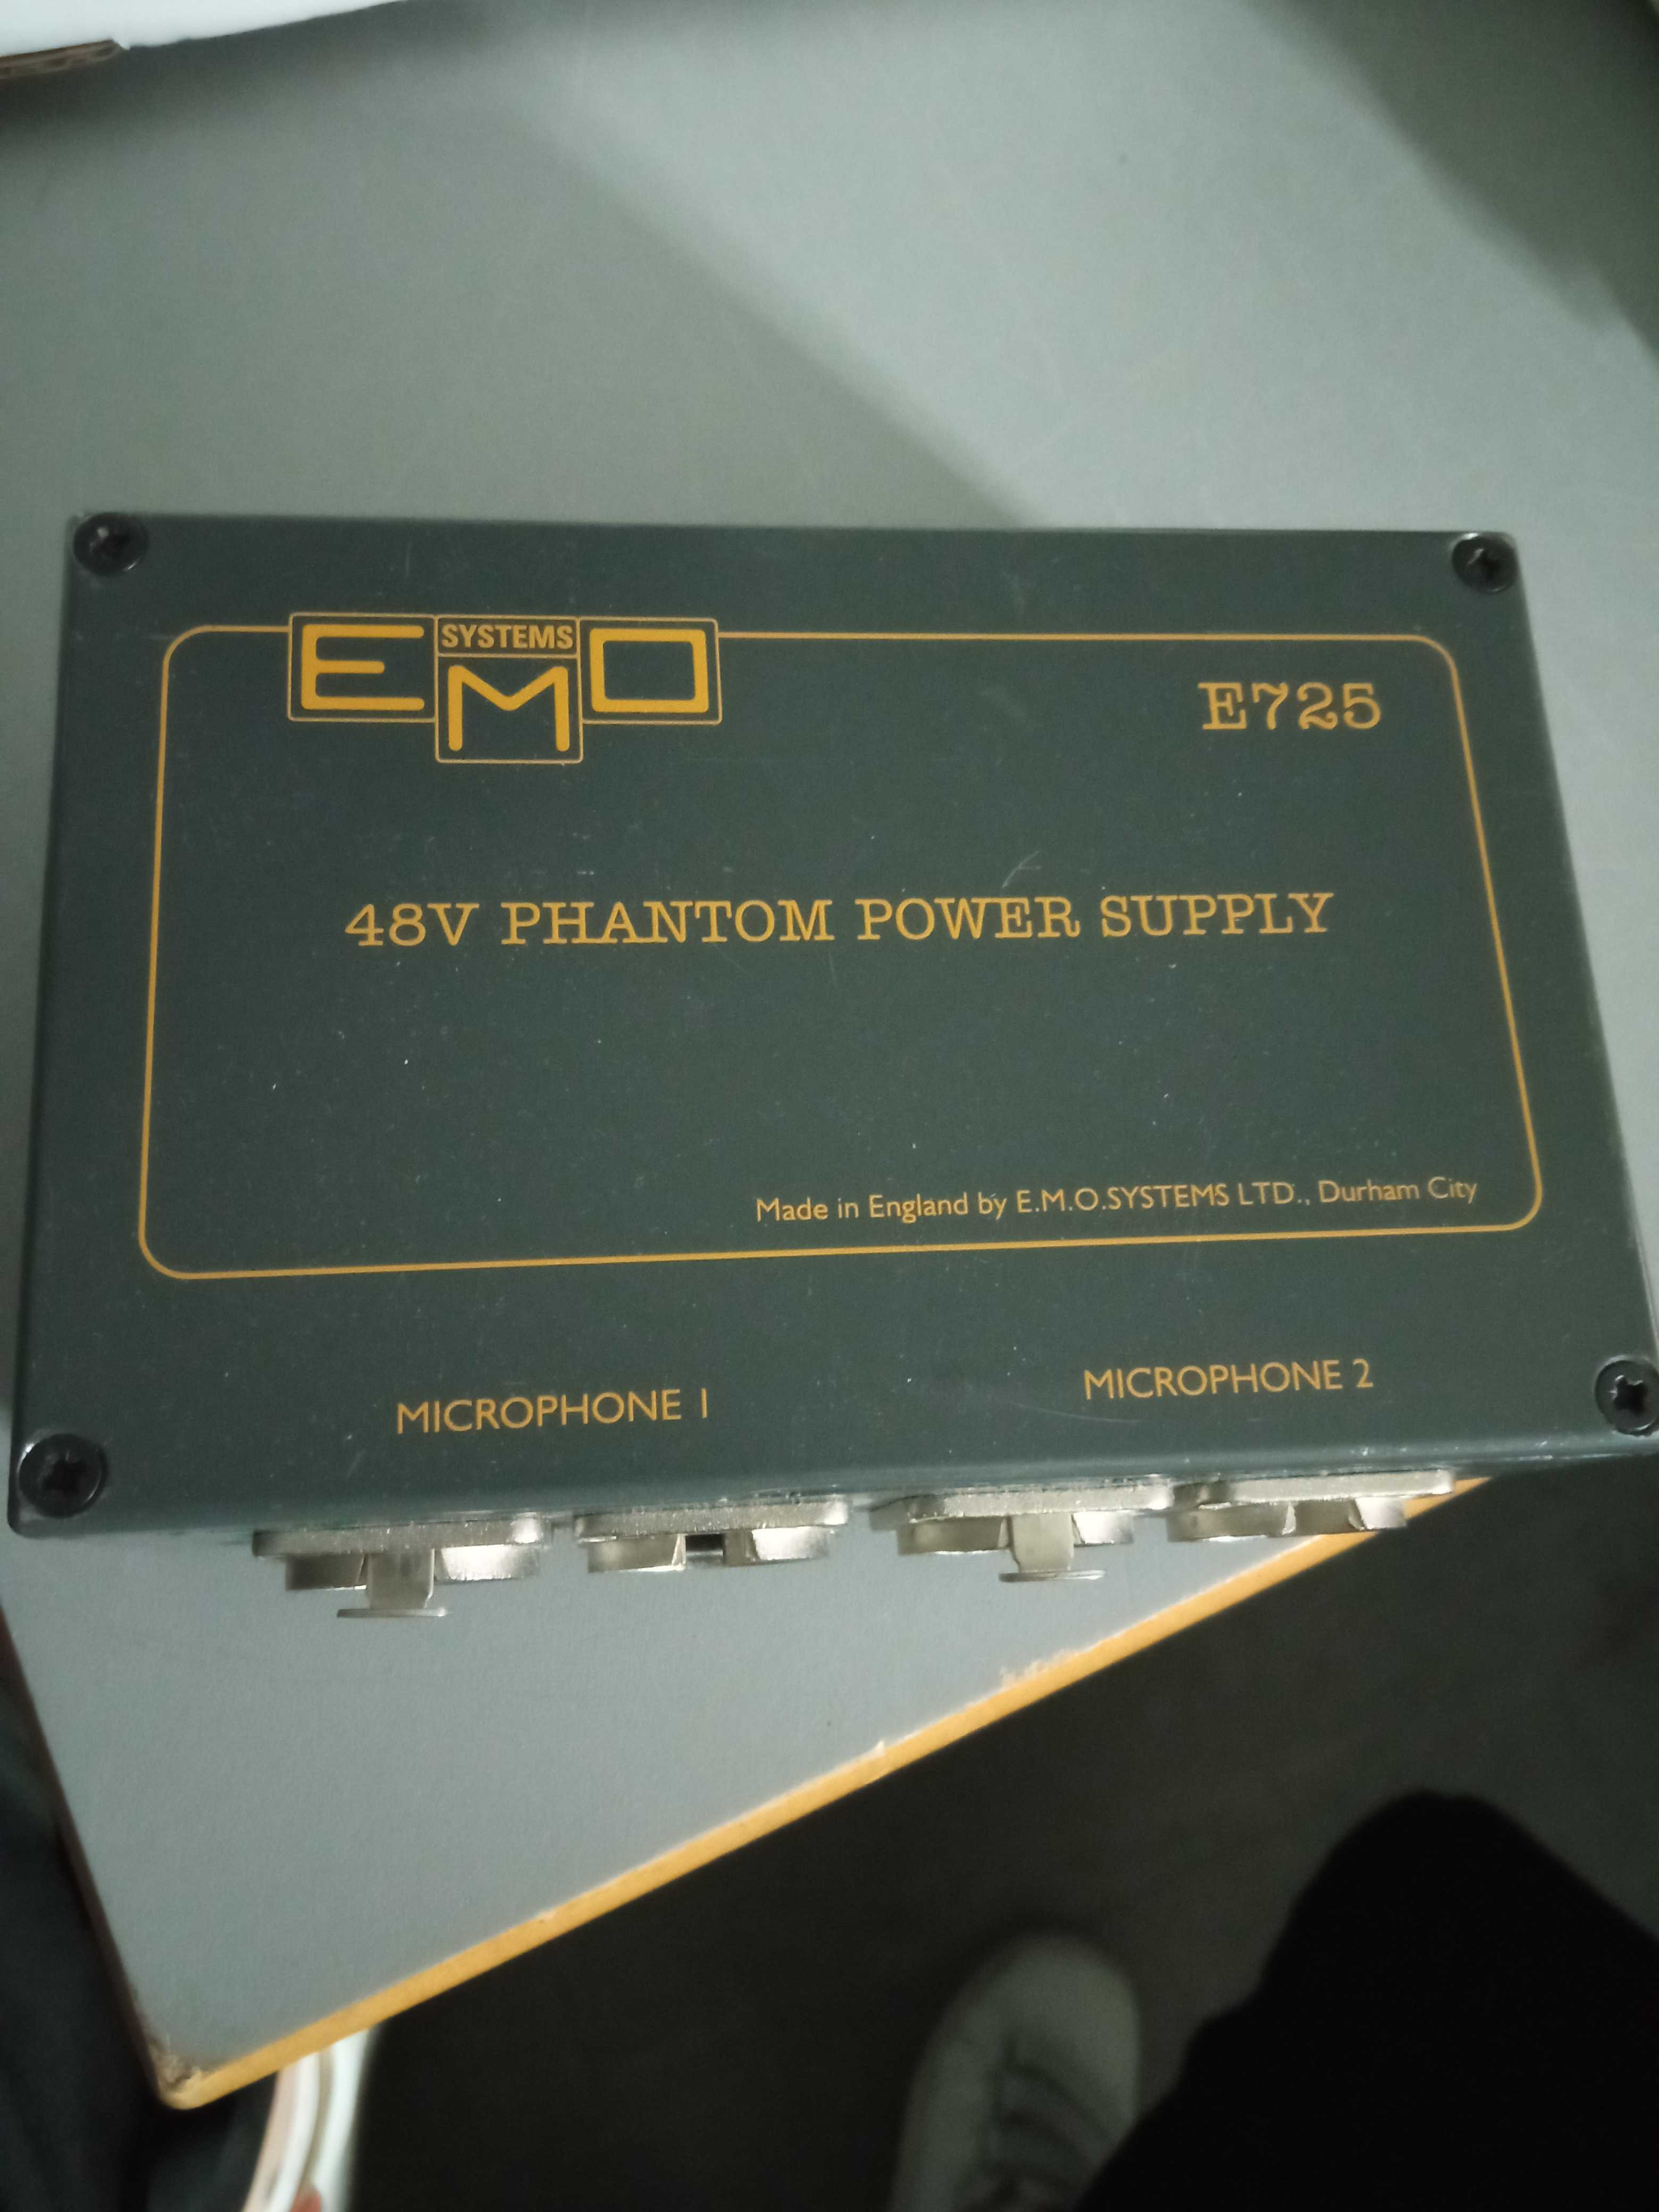 EMO
SYSTEMS
E725
48V PHANTOM POWER SUPPLY
Made in England by E.M.O.SYSTEMS LTD., Durham City
MICROPHONE 1
MICROPHONE 2